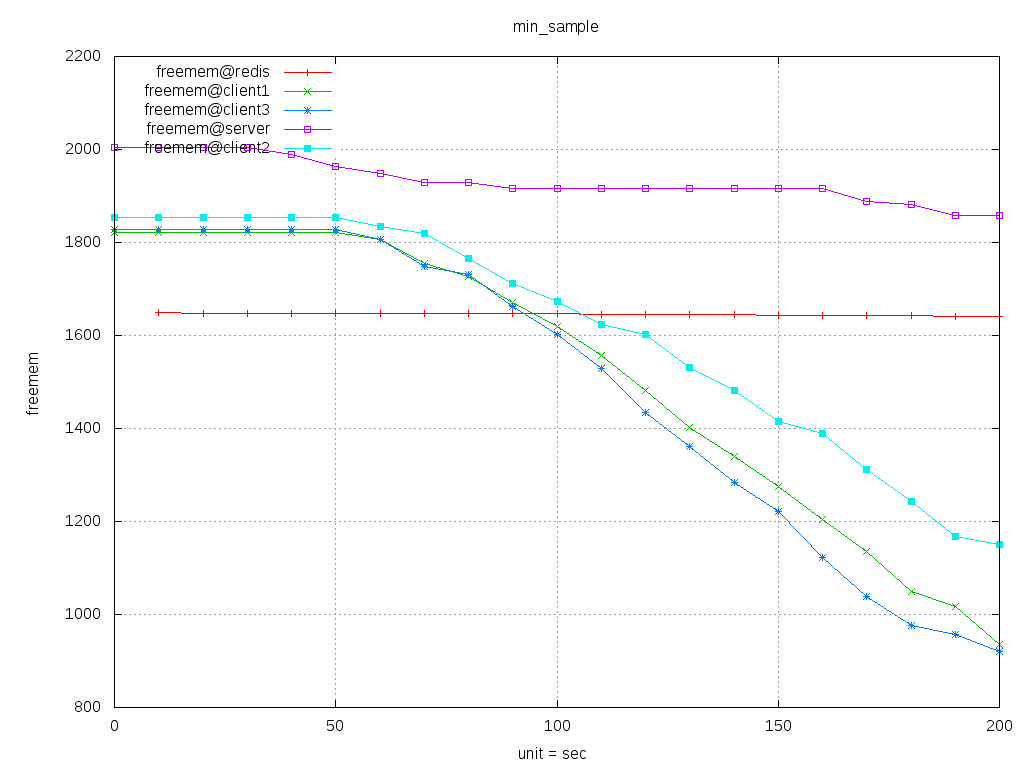 min_sample
2200
2000
1800
1600
1400
1200
1000
800
freemem
freemem@redis
freemem@client1
freemem@client3
freemem@server
freemem@client2
0 50 100 150 200
unit = sec